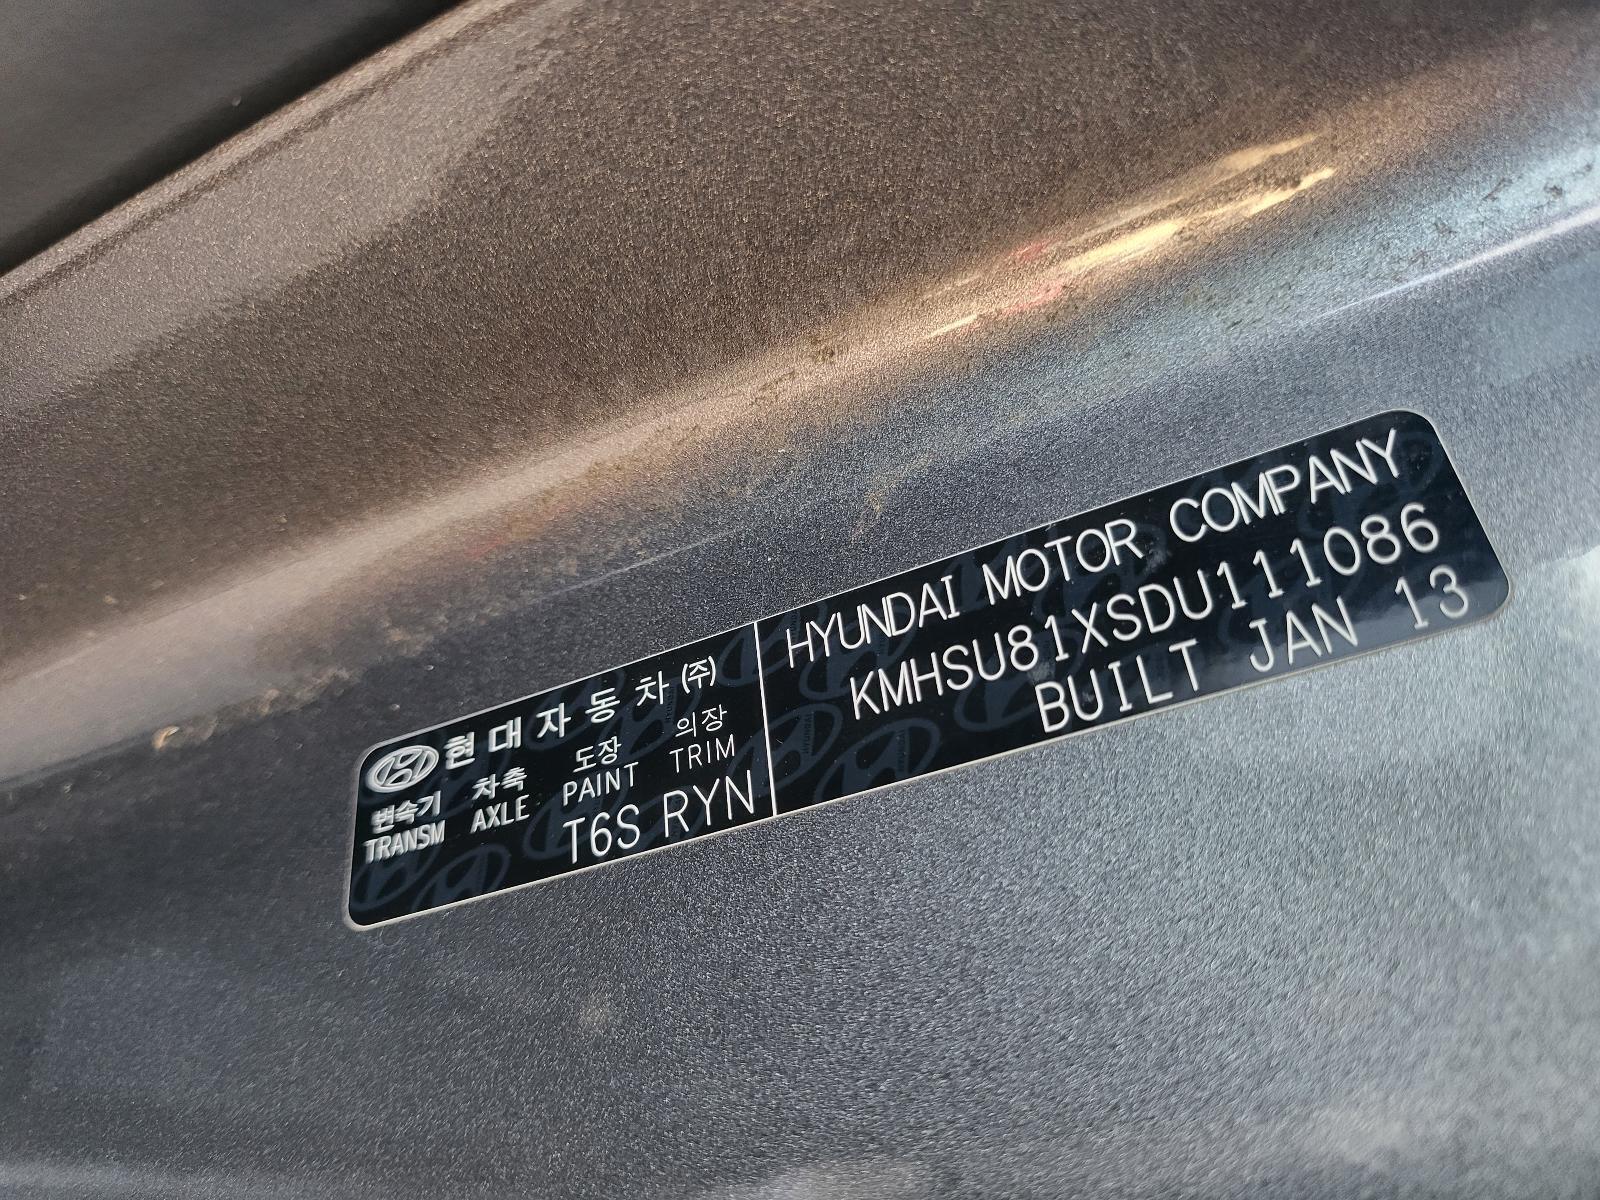 현대자동차(주)
변속기 차축 도장 의장
TRANSM AXLE PAINT TRIM
T6S RYN
HYUNDAI MOTOR COMPANY
KMHSU81XSDU111086
BUILT JAN 13